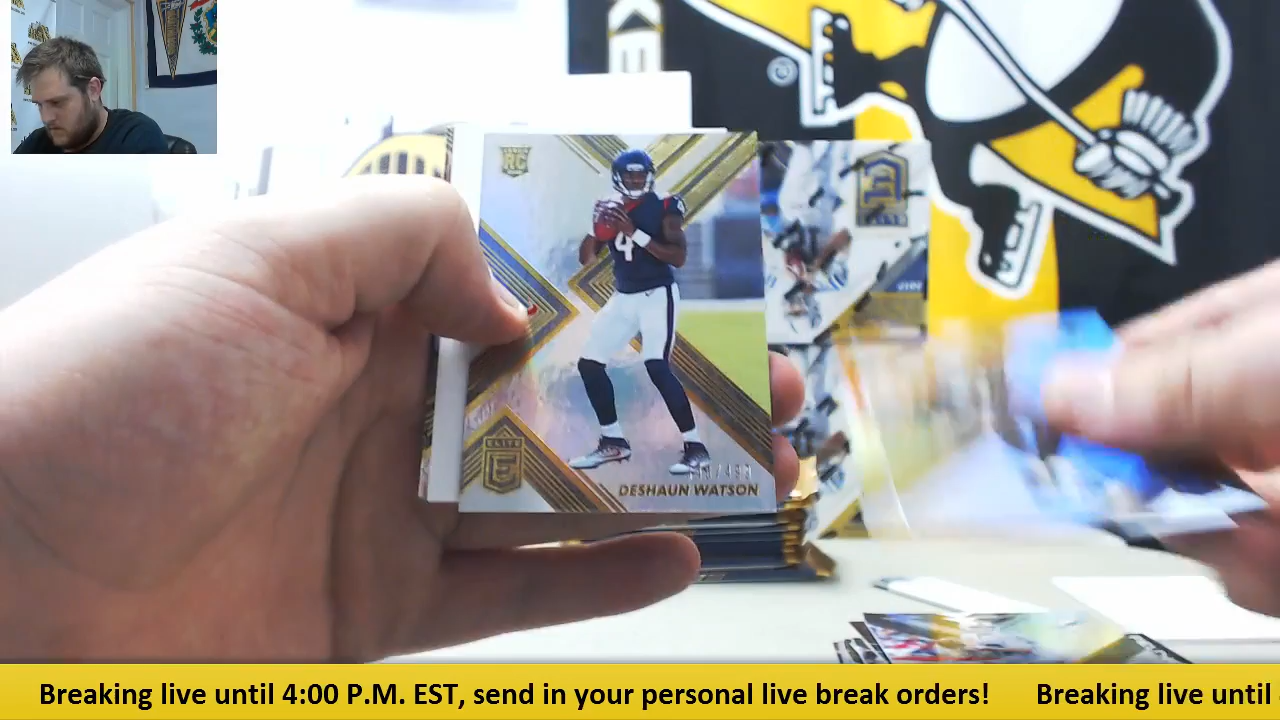 RC
ELITE
E
DESHAUN WATSON
Breaking live until 4:00 P.M. EST, send in your personal live break orders! Breaking live until